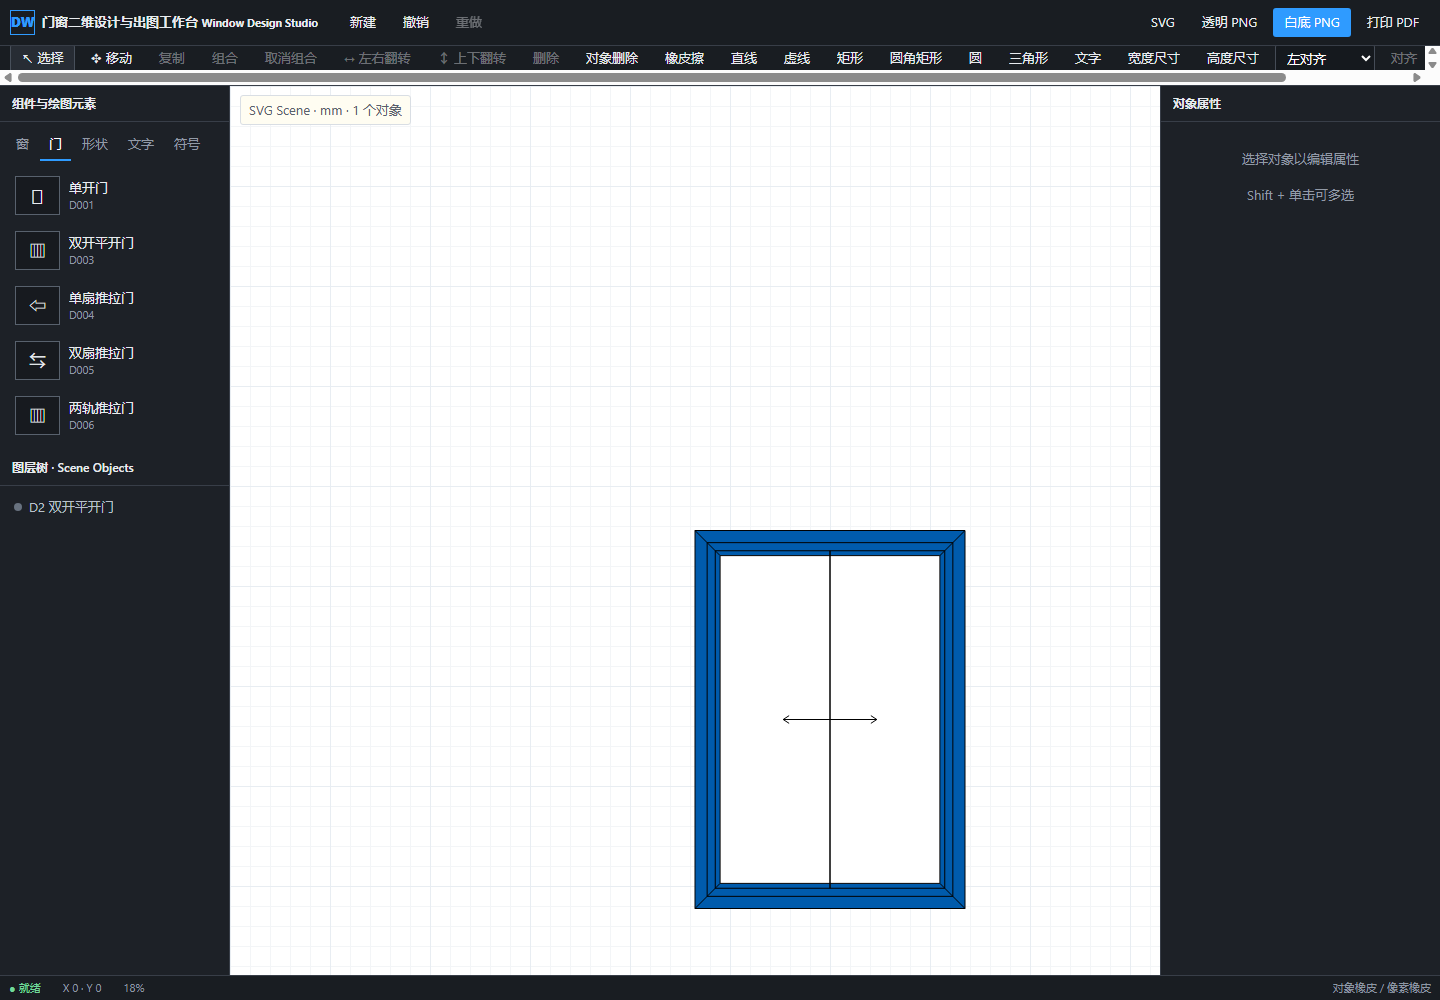 DW 门窗二维设计与出图工作台 Window Design Studio 新建 撤销 重做 SVG 透明 PNG 白底 PNG 打印 PDF
↖ 选择 ✥ 移动 复制 组合 取消组合 ↔ 左右翻转 ↕ 上下翻转 删除 对象删除 橡皮擦 直线 虚线 矩形 圆角矩形 圆 三角形 文字 宽度尺寸 高度尺寸 左对齐 对齐
组件与绘图元素
窗 门 形状 文字 符号
单开门
D001
双开平开门
D003
单扇推拉门
D004
双扇推拉门
D005
两轨推拉门
D006
图层树 · Scene Objects
D2 双开平开门
SVG Scene · mm · 1 个对象
对象属性
选择对象以编辑属性
Shift + 单击可多选
● 就绪 X 0 · Y 0 18% 对象橡皮 / 像素橡皮